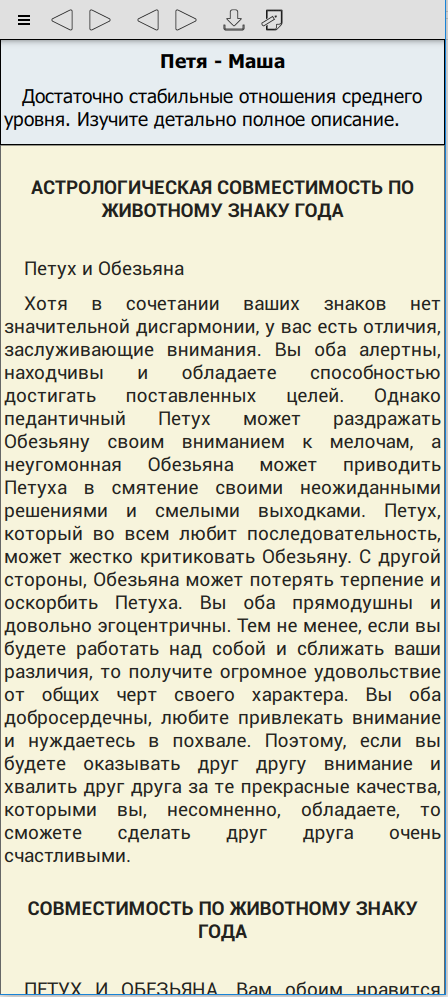 Петя - Маша
Достаточно стабильные отношения среднего
уровня. Изучите детально полное описание.
АСТРОЛОГИЧЕСКАЯ СОВМЕСТИМОСТЬ ПО
ЖИВОТНОМУ ЗНАКУ ГОДА
Петух и Обезьяна
Хотя в сочетании ваших знаков нет
значительной дисгармонии, у вас есть отличия,
заслуживающие внимания. Вы оба алертны,
находчивы и обладаете способностью
достигать поставленных целей. Однако
педантичный Петух может раздражать
Обезьяну своим вниманием к мелочам, а
неугомонная Обезьяна может приводить
Петуха в смятение своими неожиданными
решениями и смелыми выходками. Петух,
который во всем любит последовательность,
может жестко критиковать Обезьяну. С другой
стороны, Обезьяна может потерять терпение и
оскорбить Петуха. Вы оба прямодушны и
довольно эгоцентричны. Тем не менее, если вы
будете работать над собой и сближать ваши
различия, то получите огромное удовольствие
от общих черт своего характера. Вы оба
добросердечны, любите привлекать внимание
и нуждаетесь в похвале. Поэтому, если вы
будете оказывать друг другу внимание и
хвалить друг друга за те прекрасные качества,
которыми вы, несомненно, обладаете, то
сможете сделать друг друга очень
счастливыми.
СОВМЕСТИМОСТЬ ПО ЖИВОТНОМУ ЗНАКУ
ГОДА
ПЕТУХ И ОБЕЗЬЯНА. Вам обоим нравится